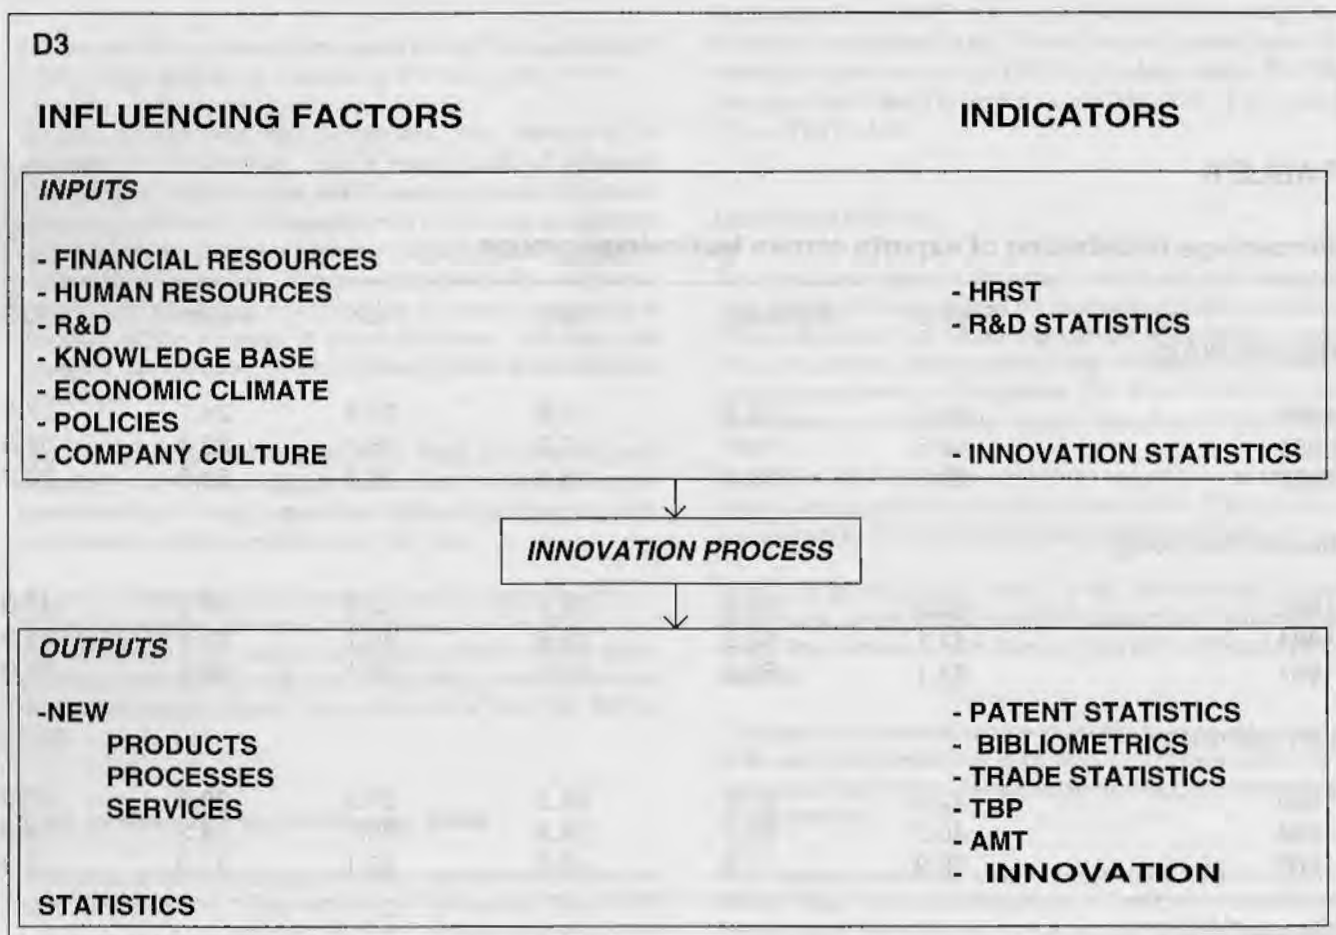 D3
INFLUENCING FACTORS INDICATORS
INPUTS
- FINANCIAL RESOURCES
- HUMAN RESOURCES - HRST
- R&D - R&D STATISTICS
- KNOWLEDGE BASE
- ECONOMIC CLIMATE
- POLICIES
- COMPANY CULTURE - INNOVATION STATISTICS
INNOVATION PROCESS
OUTPUTS
-NEW - PATENT STATISTICS
PRODUCTS - BIBLIOMETRICS
PROCESSES - TRADE STATISTICS
SERVICES - TBP
- AMT
- INNOVATION
STATISTICS